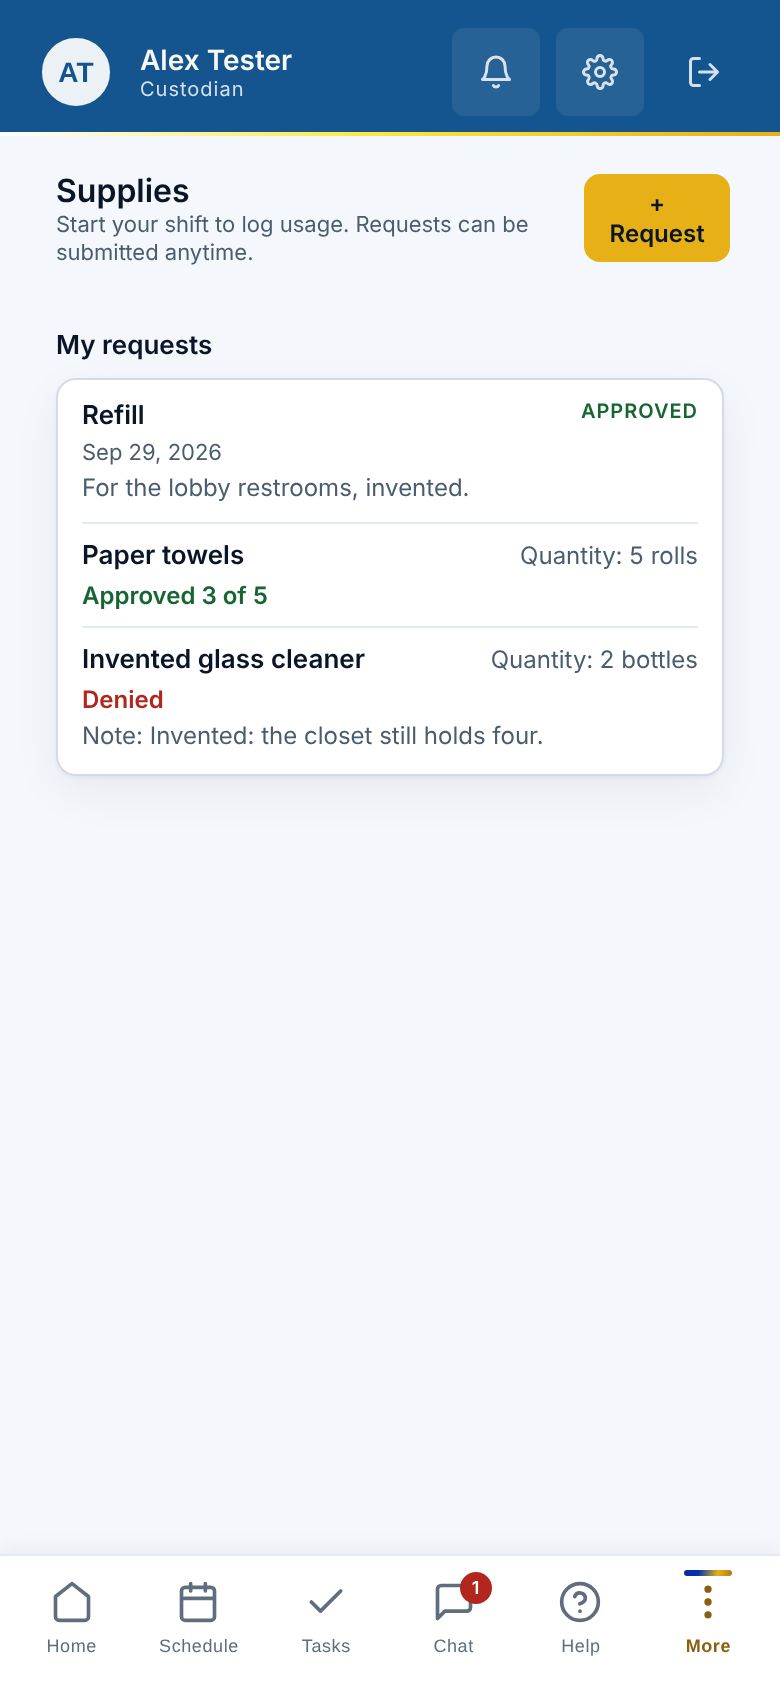 AT
Alex Tester
Custodian
Supplies
Start your shift to log usage. Requests can be
submitted anytime.
+
Request
My requests
Refill
APPROVED
Sep 29, 2026
For the lobby restrooms, invented.
Paper towels
Quantity: 5 rolls
Approved 3 of 5
Invented glass cleaner
Quantity: 2 bottles
Denied
Note: Invented: the closet still holds four.
1
Home
Schedule
Tasks
Chat
Help
More